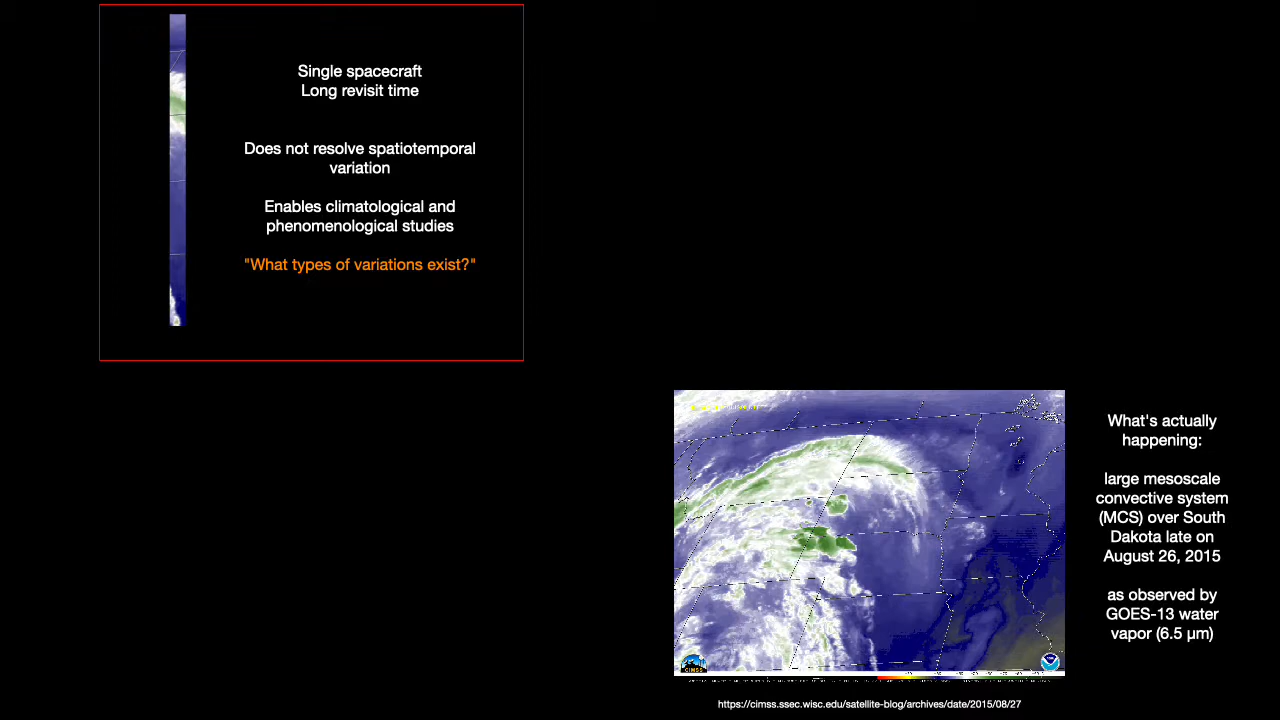 Single spacecraft
Long revisit time
Does not resolve spatiotemporal
variation
Enables climatological and
phenomenological studies
"What types of variations exist?"
What's actually
happening:
large mesoscale
convective system
(MCS) over South
Dakota late on
August 26, 2015
as observed by
GOES-13 water
vapor (6.5 µm)
CIMSS
https://cimss.ssec.wisc.edu/satellite-blog/archives/date/2015/08/27